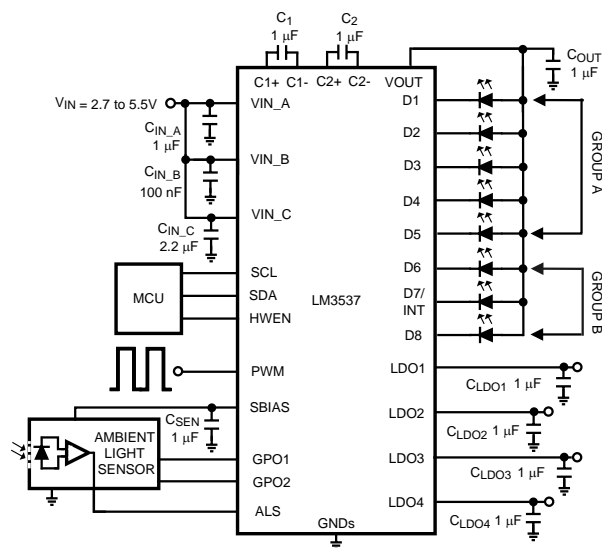 C1
1 µF
C2
1 µF
C1+ C1- C2+ C2- VOUT
COUT
1 µF
VIN = 2.7 to 5.5V
VIN_A
CIN_A
1 µF
VIN_B
CIN_B
100 nF
VIN_C
CIN_C
2.2 µF
MCU
SCL
SDA
HWEN
LM3537
PWM
SBIAS
CSEN
1 µF
AMBIENT
LIGHT
SENSOR
GPO1
GPO2
ALS
GNDs
D1
D2
D3
D4
D5
D6
D7/
INT
D8
GROUP A
GROUP B
LDO1
CLDO1 1 µF
LDO2
CLDO2 1 µF
LDO3
CLDO3 1 µF
LDO4
CLDO4 1 µF